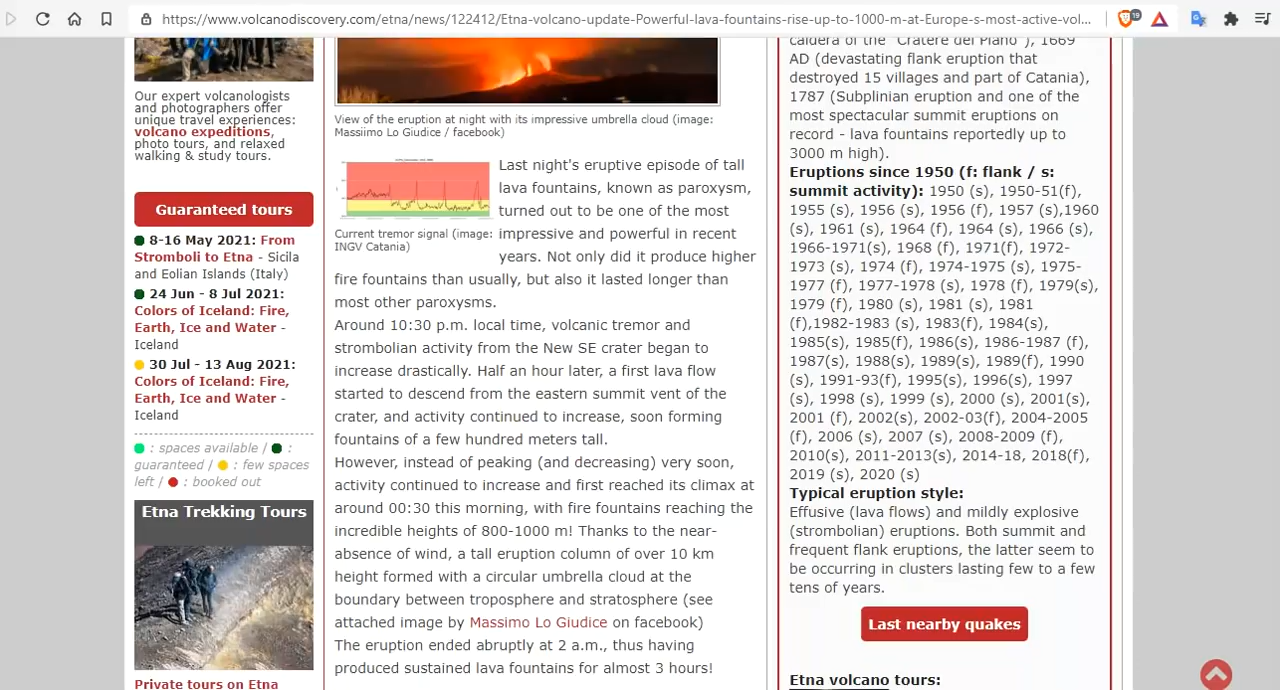 https://www.volcanodiscovery.com/etna/news/122412/Etna-volcano-update-Powerful-lava-fountains-rise-up-to-1000-m-at-Europe-s-most-active-vol...
19
Our expert volcanologists
and photographers offer
unique travel experiences:
volcano expeditions,
photo tours, and relaxed
walking & study tours.
Guaranteed tours
8-16 May 2021: From
Stromboli to Etna - Sicila
and Eolian Islands (Italy)
24 Jun - 8 Jul 2021:
Colors of Iceland: Fire,
Earth, Ice and Water -
Iceland
30 Jul - 13 Aug 2021:
Colors of Iceland: Fire,
Earth, Ice and Water -
Iceland
: spaces available / :
guaranteed / : few spaces
left / : booked out
Etna Trekking Tours
Private tours on Etna
View of the eruption at night with its impressive umbrella cloud (image:
Massiimo Lo Giudice / facebook)
Current tremor signal (image:
INGV Catania)
Last night's eruptive episode of tall
lava fountains, known as paroxysm,
turned out to be one of the most
impressive and powerful in recent
years. Not only did it produce higher
fire fountains than usually, but also it lasted longer than
most other paroxysms.
Around 10:30 p.m. local time, volcanic tremor and
strombolian activity from the New SE crater began to
increase drastically. Half an hour later, a first lava flow
started to descend from the eastern summit vent of the
crater, and activity continued to increase, soon forming
fountains of a few hundred meters tall.
However, instead of peaking (and decreasing) very soon,
activity continued to increase and first reached its climax at
around 00:30 this morning, with fire fountains reaching the
incredible heights of 800-1000 m! Thanks to the near-
absence of wind, a tall eruption column of over 10 km
height formed with a circular umbrella cloud at the
boundary between troposphere and stratosphere (see
attached image by Massimo Lo Giudice on facebook)
The eruption ended abruptly at 2 a.m., thus having
produced sustained lava fountains for almost 3 hours!
caldera of the "Cratere del Piano"), 1669
AD (devastating flank eruption that
destroyed 15 villages and part of Catania),
1787 (Subplinian eruption and one of the
most spectacular summit eruptions on
record - lava fountains reportedly up to
3000 m high).
Eruptions since 1950 (f: flank / s:
summit activity): 1950 (s), 1950-51(f),
1955 (s), 1956 (s), 1956 (f), 1957 (s),1960
(s), 1961 (s), 1964 (f), 1964 (s), 1966 (s),
1966-1971(s), 1968 (f), 1971(f), 1972-
1973 (s), 1974 (f), 1974-1975 (s), 1975-
1977 (f), 1977-1978 (s), 1978 (f), 1979(s),
1979 (f), 1980 (s), 1981 (s), 1981
(f),1982-1983 (s), 1983(f), 1984(s),
1985(s), 1985(f), 1986(s), 1986-1987 (f),
1987(s), 1988(s), 1989(s), 1989(f), 1990
(s), 1991-93(f), 1995(s), 1996(s), 1997
(s), 1998 (s), 1999 (s), 2000 (s), 2001(s),
2001 (f), 2002(s), 2002-03(f), 2004-2005
(f), 2006 (s), 2007 (s), 2008-2009 (f),
2010(s), 2011-2013(s), 2014-18, 2018(f),
2019 (s), 2020 (s)
Typical eruption style:
Effusive (lava flows) and mildly explosive
(strombolian) eruptions. Both summit and
frequent flank eruptions, the latter seem to
be occurring in clusters lasting few to a few
tens of years.
Last nearby quakes
Etna volcano tours: